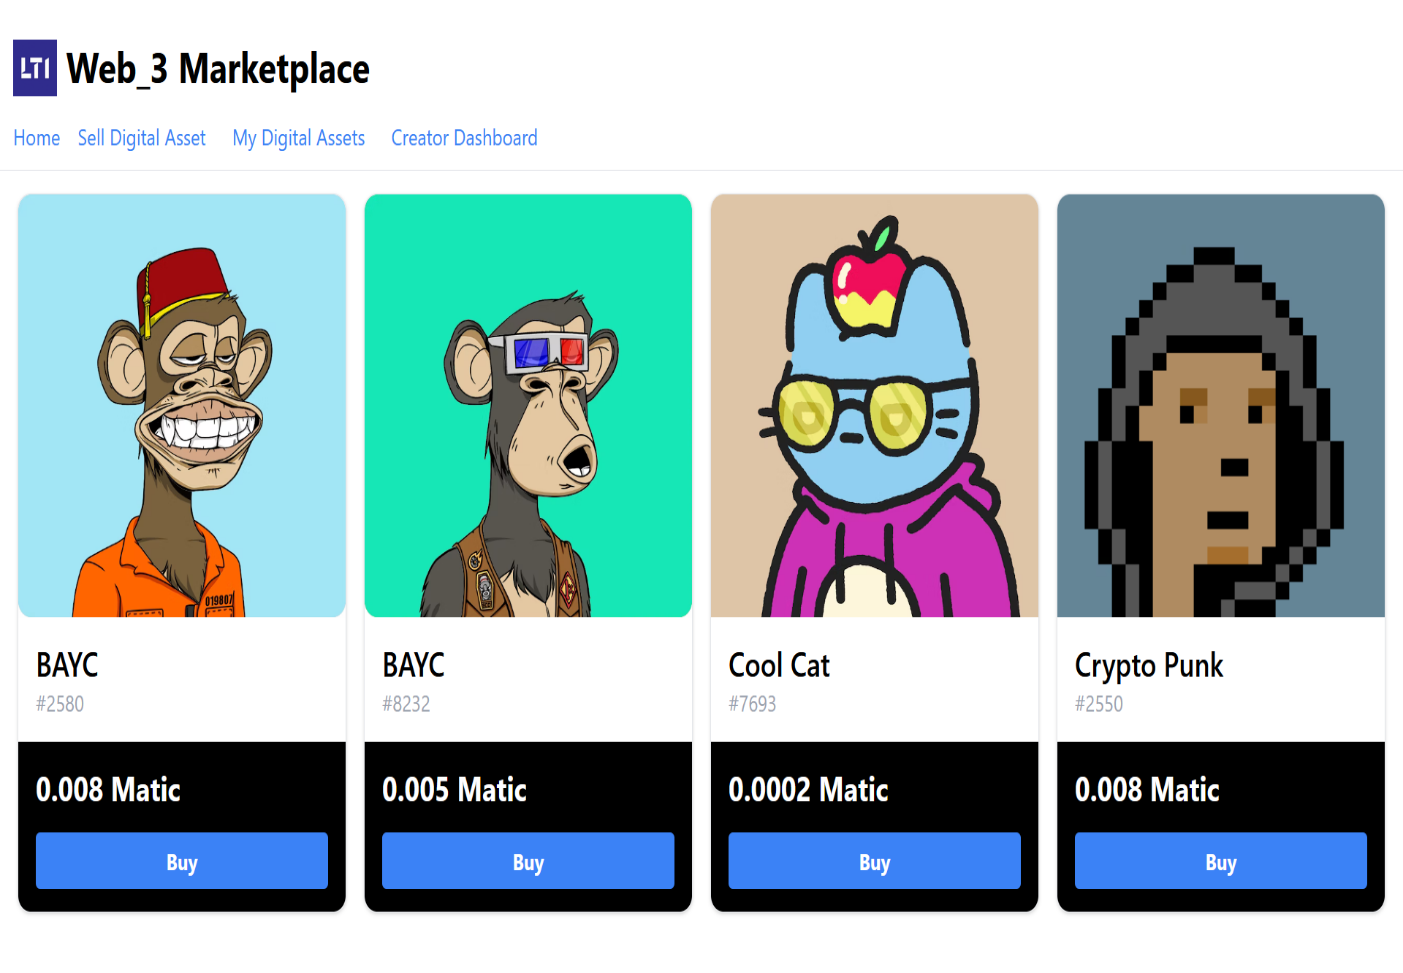 LTI Web_3 Marketplace
Home Sell Digital Asset My Digital Assets Creator Dashboard
019807
BAYC
#2580
0.008 Matic
Buy
BAYC
#8232
0.005 Matic
Buy
Cool Cat
#7693
0.0002 Matic
Buy
Crypto Punk
#2550
0.008 Matic
Buy